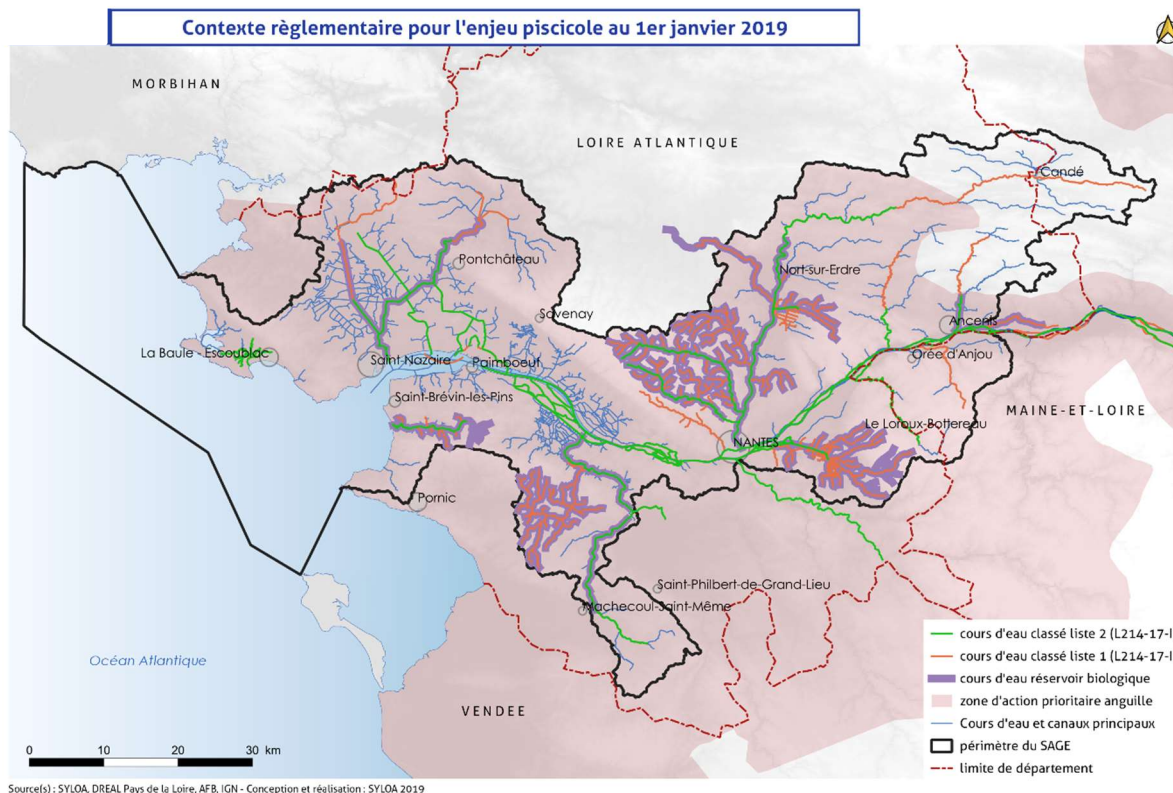 Contexte règlementaire pour l'enjeu piscicole au 1er janvier 2019
MORBIHAN
LOIRE ATLANTIQUE
Candé
Pontchâteau
Nort-sur-Erdre
Savenay
Ancenis
La Baule - Escoublac
Saint Nazaire
Paimboeuf
Orée d'Anjou
Saint-Brévin-les-Pins
MAINE-ET-LOIRE
Le Loroux-Bottereau
NANTES
Pornic
Saint-Philbert-de-Grand-Lieu
Machecoul-Saint-Même
Océan Atlantique
VENDEE
cours d'eau classé liste 2 (L214-17-I
cours d'eau classé liste 1 (L214-17-I
cours d'eau réservoir biologique
zone d'action prioritaire anguille
Cours d'eau et canaux principaux
périmètre du SAGE
limite de département
0 10 20 30 km
Source(s) : SYLOA, DREAL Pays de la Loire, AFB, IGN - Conception et réalisation : SYLOA 2019